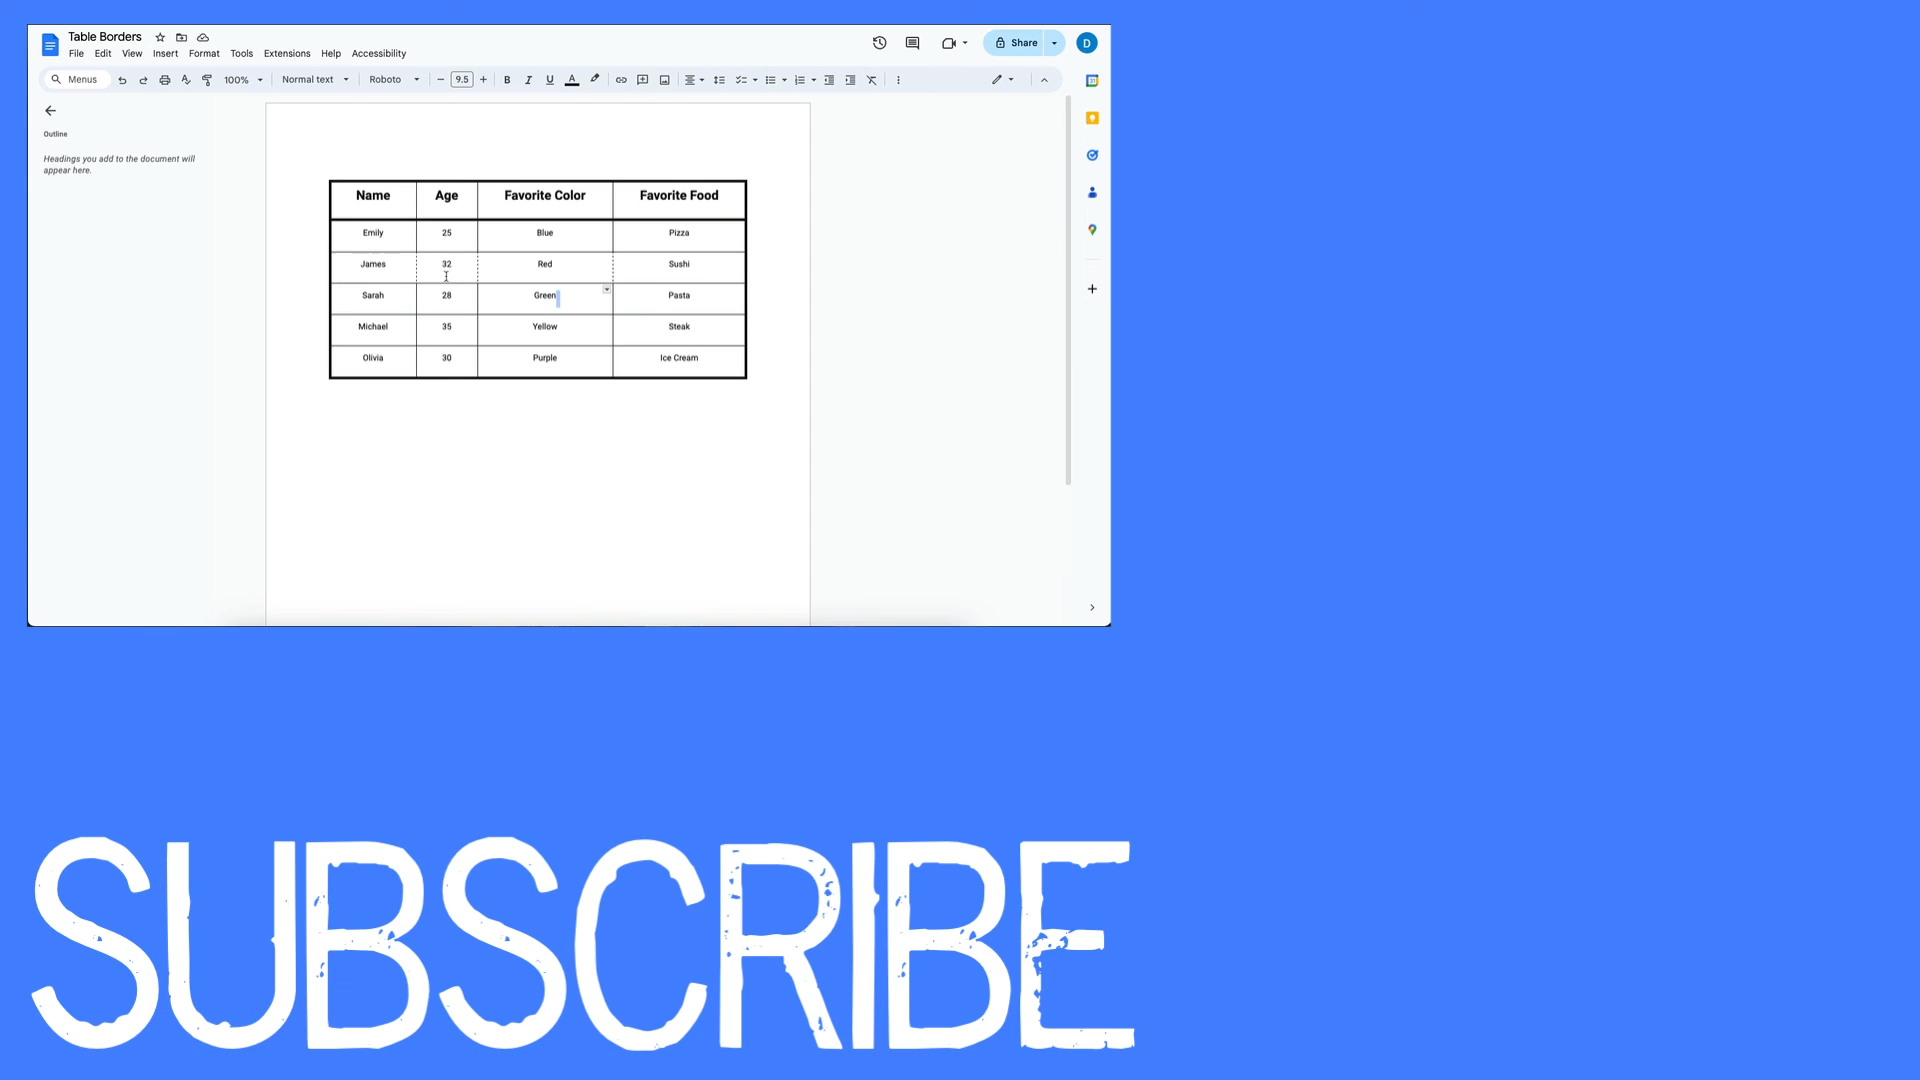 Table Borders
File Edit View Insert Format Tools Extensions Help Accessibility
Share
D
Menus 100% Normal text Roboto 9.5 B I U A
Outline
Headings you add to the document will
appear here.
Name Age Favorite Color Favorite Food
Emily 25 Blue Pizza
James 32 Red Sushi
Sarah 28 Green Pasta
Michael 35 Yellow Steak
Olivia 30 Purple Ice Cream
SUBSCRIBE